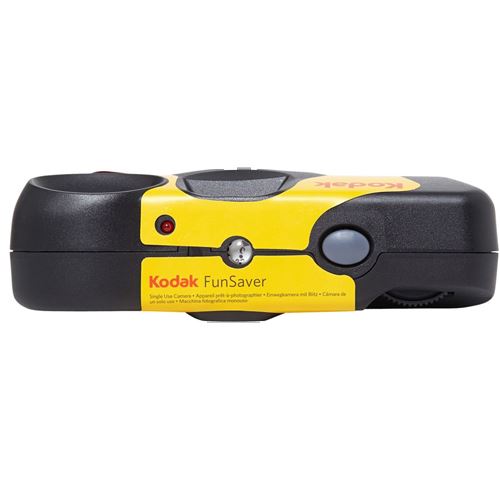 Kodak
Kodak FunSaver
Single Use Camera • Appareil prêt-à-photographier • Einwegkamera mit Blitz • Cámara de
un solo uso • Macchina fotografica monouso